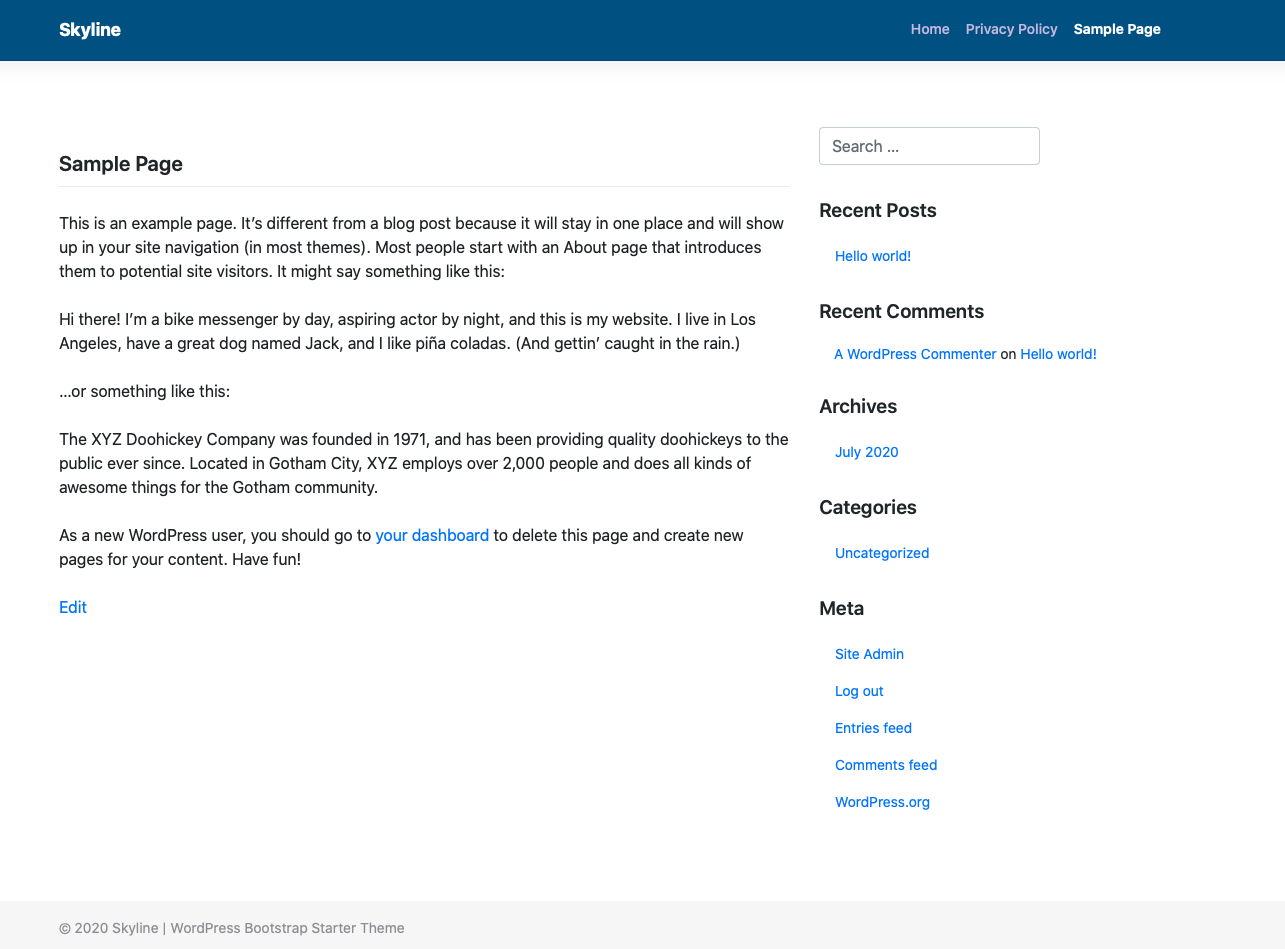 Skyline
Home Privacy Policy Sample Page
Sample Page
This is an example page. It’s different from a blog post because it will stay in one place and will show
up in your site navigation (in most themes). Most people start with an About page that introduces
them to potential site visitors. It might say something like this:
Hi there! I’m a bike messenger by day, aspiring actor by night, and this is my website. I live in Los
Angeles, have a great dog named Jack, and I like piña coladas. (And gettin’ caught in the rain.)
…or something like this:
The XYZ Doohickey Company was founded in 1971, and has been providing quality doohickeys to the
public ever since. Located in Gotham City, XYZ employs over 2,000 people and does all kinds of
awesome things for the Gotham community.
As a new WordPress user, you should go to your dashboard to delete this page and create new
pages for your content. Have fun!
Edit
Search …
Recent Posts
Hello world!
Recent Comments
A WordPress Commenter on Hello world!
Archives
July 2020
Categories
Uncategorized
Meta
Site Admin
Log out
Entries feed
Comments feed
WordPress.org
© 2020 Skyline | WordPress Bootstrap Starter Theme